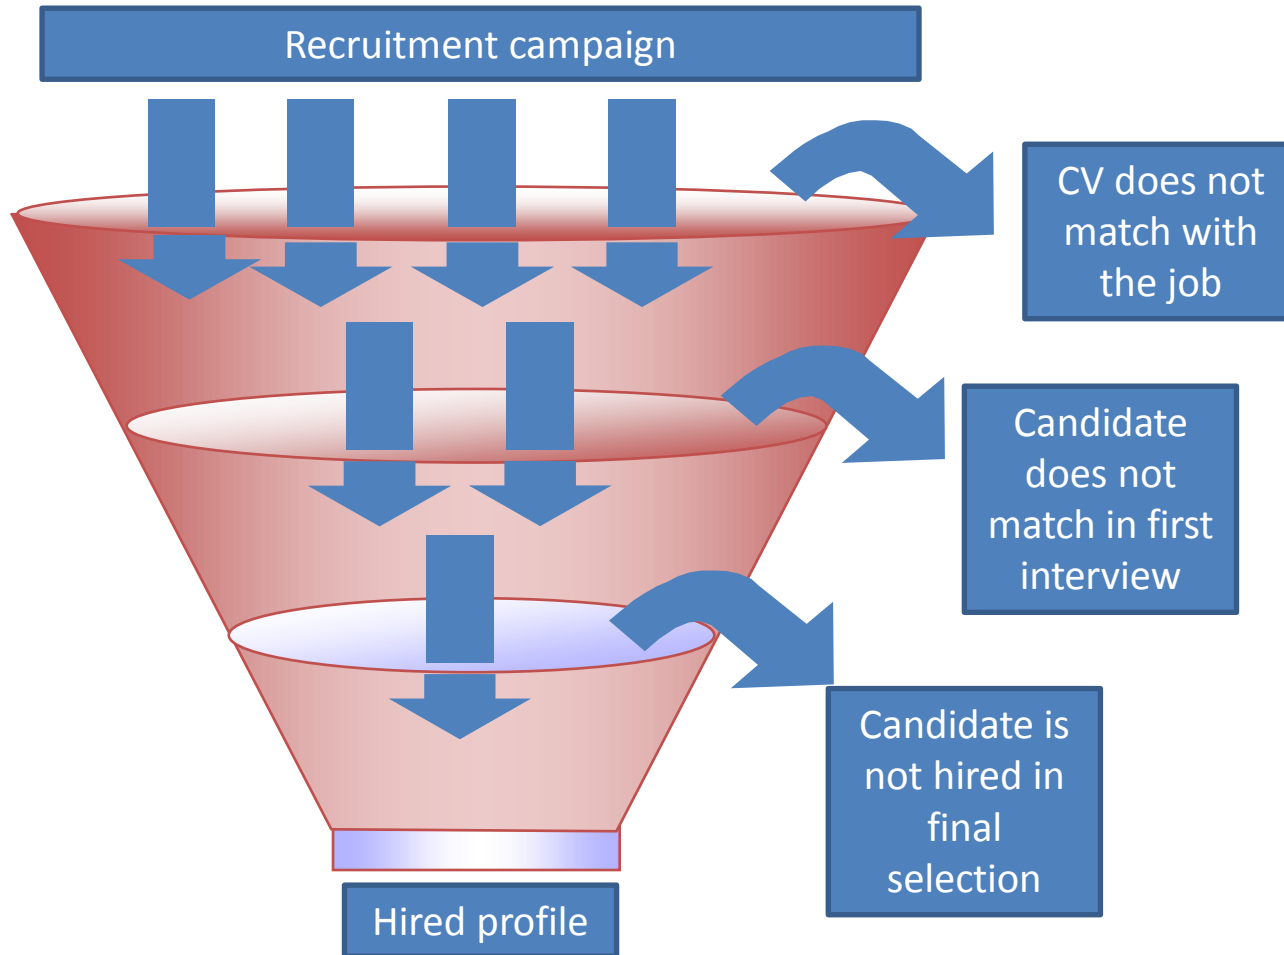 Recruitment campaign
CV does not
match with
the job
Candidate
does not
match in first
interview
Candidate is
not hired in
final
selection
Hired profile